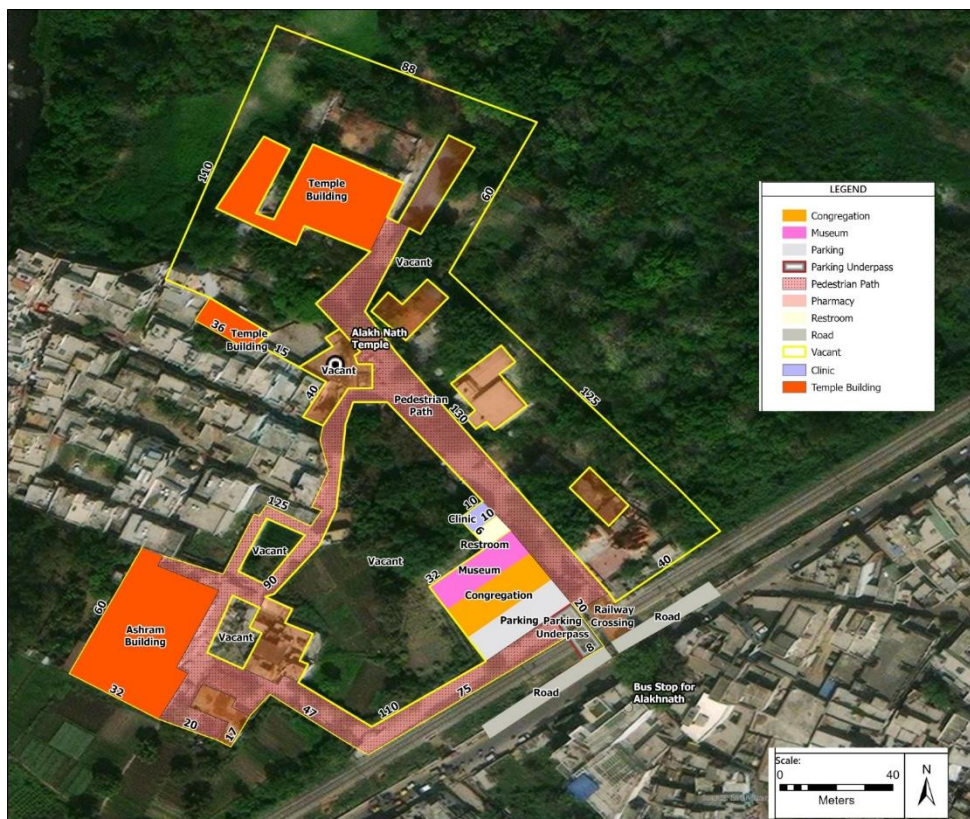 88
110
60
Temple
Building
Vacant
36
Temple
Building
15
Alakh Nath
Temple
Vacant
40
Pedestrian
Path
130
125
125
10
Clinic
10
6
Restroom
Vacant
Vacant
90
32
Museum
Congregation
Parking
Parking
Underpass
20
8
Railway
Crossing
40
Road
Road
60
Ashram
Building
Vacant
32
20
17
47
110
75
Bus Stop for
Alakhnath
LEGEND
Congregation
Museum
Parking
Parking Underpass
Pedestrian Path
Pharmacy
Restroom
Road
Vacant
Clinic
Temple Building
Scale:
0 40
Meters
N